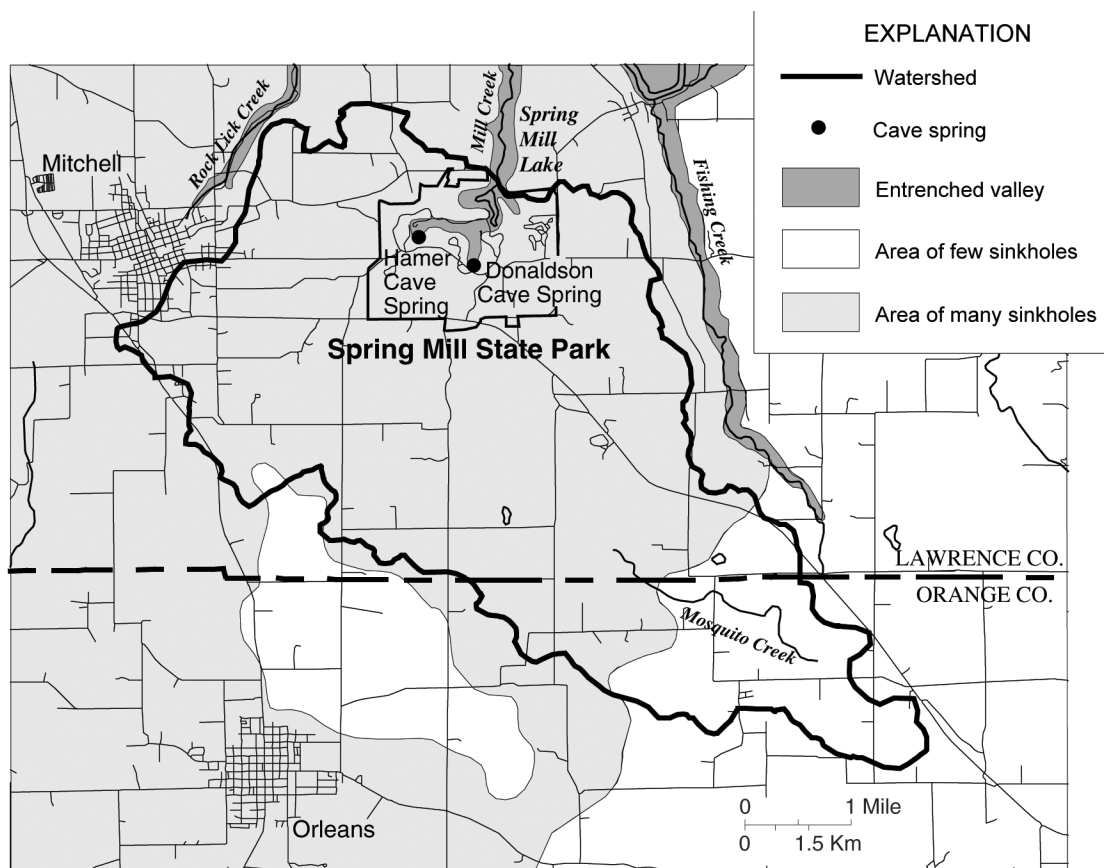 EXPLANATION
Watershed
Cave spring
Entrenched valley
Area of few sinkholes
Area of many sinkholes
Rock Lick Creek
Mill Creek
Spring
Mill
Lake
Mitchell
Fishing Creek
Hamer
Cave
Spring
Donaldson
Cave Spring
Spring Mill State Park
LAWRENCE CO.
ORANGE CO.
Mosquito Creek
Orleans
0 1 Mile
0 1.5 Km